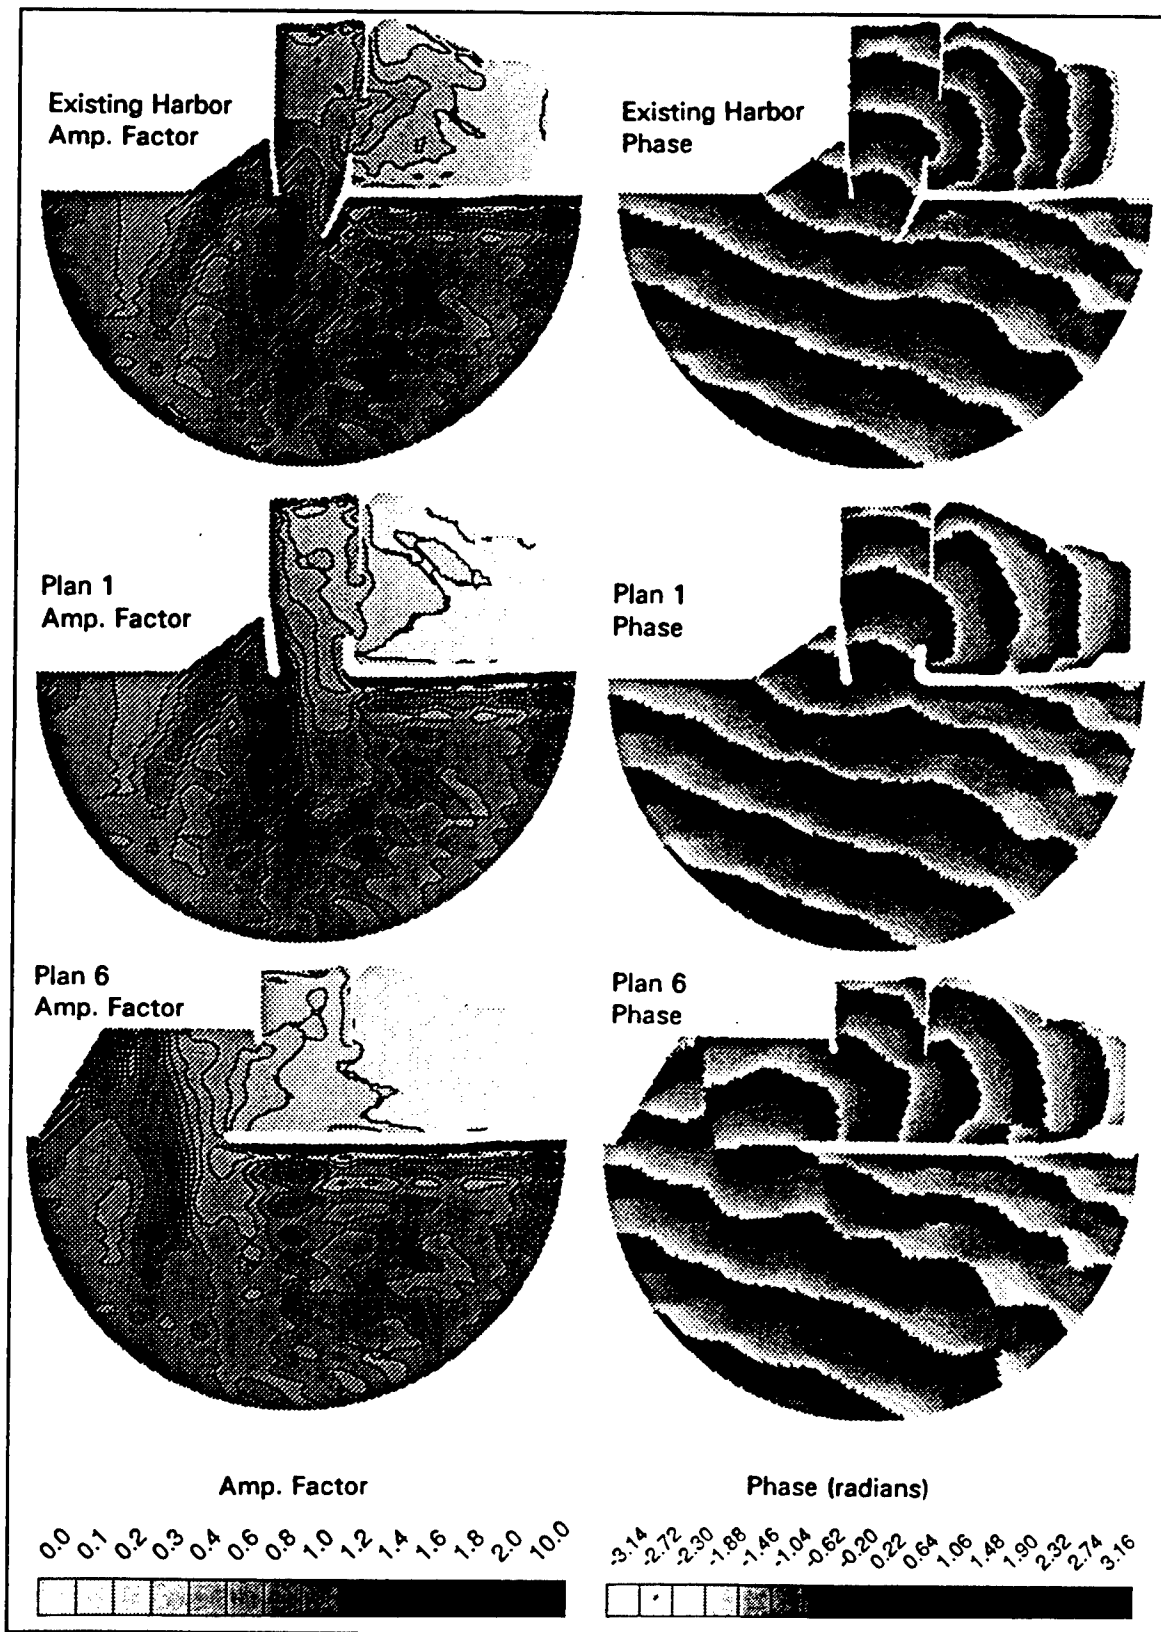 Existing Harbor
Amp. Factor
Existing Harbor
Phase
Plan 1
Amp. Factor
Plan 1
Phase
Plan 6
Amp. Factor
Plan 6
Phase
Amp. Factor
0.0 0.1 0.2 0.3 0.4 0.6 0.8 1.0 1.2 1.4 1.6 1.8 2.0 10.0
Phase (radians)
-3.14 -2.72 -2.30 -1.88 -1.46 -1.04 -0.62 -0.20 0.22 0.64 1.06 1.48 1.90 2.32 2.74 3.16